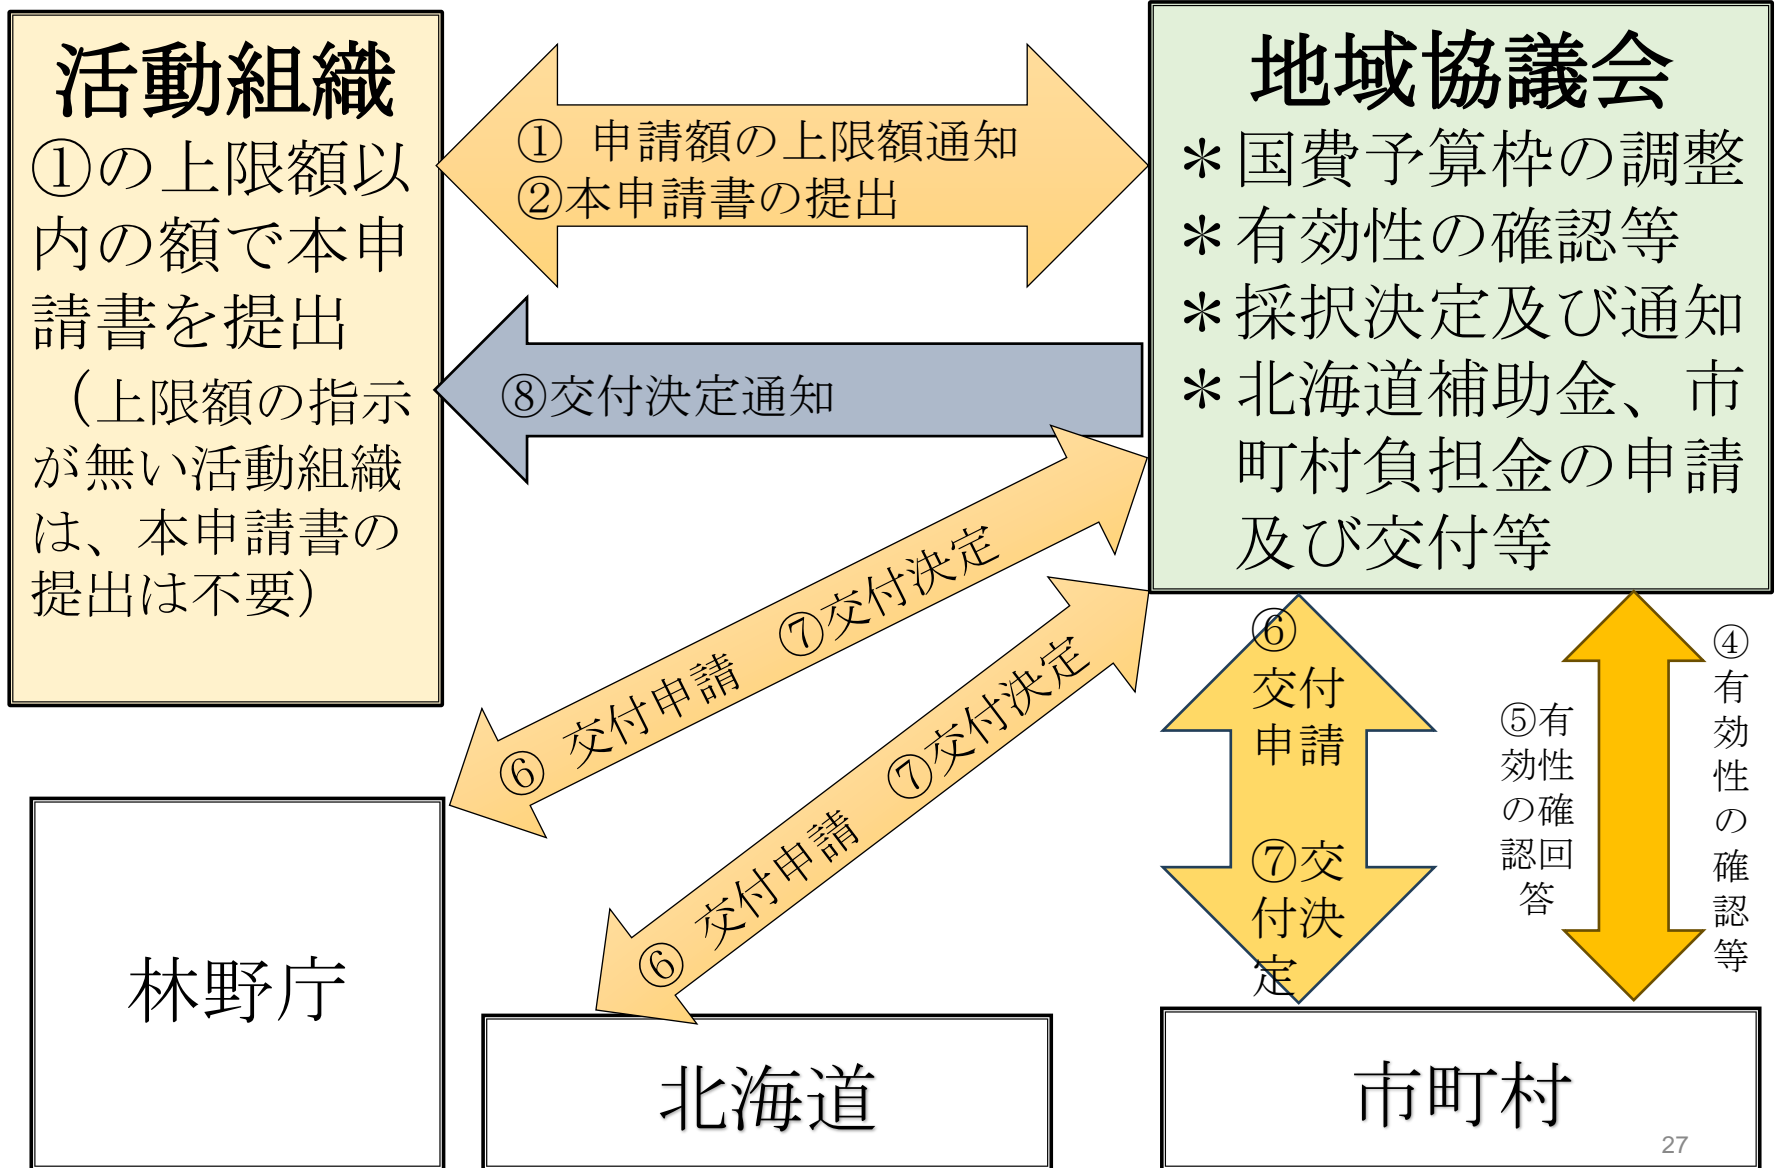 活動組織
①の上限額以
内の額で本申
請書を提出
（上限額の指示
が無い活動組織
は、本申請書の
提出は不要）
① 申請額の上限額通知
②本申請書の提出
⑧交付決定通知
地域協議会
＊国費予算枠の調整
＊有効性の確認等
＊採択決定及び通知
＊北海道補助金、市
町村負担金の申請
及び交付等
⑥ 交付申請 ⑦交付決定
⑥ 交付申請 ⑦交付決定
⑥
交付
申請
⑦交
付決
定
⑤有
効性
の確
認回
答
④
有
効
性
の
確
認
等
林野庁
北海道
市町村
27